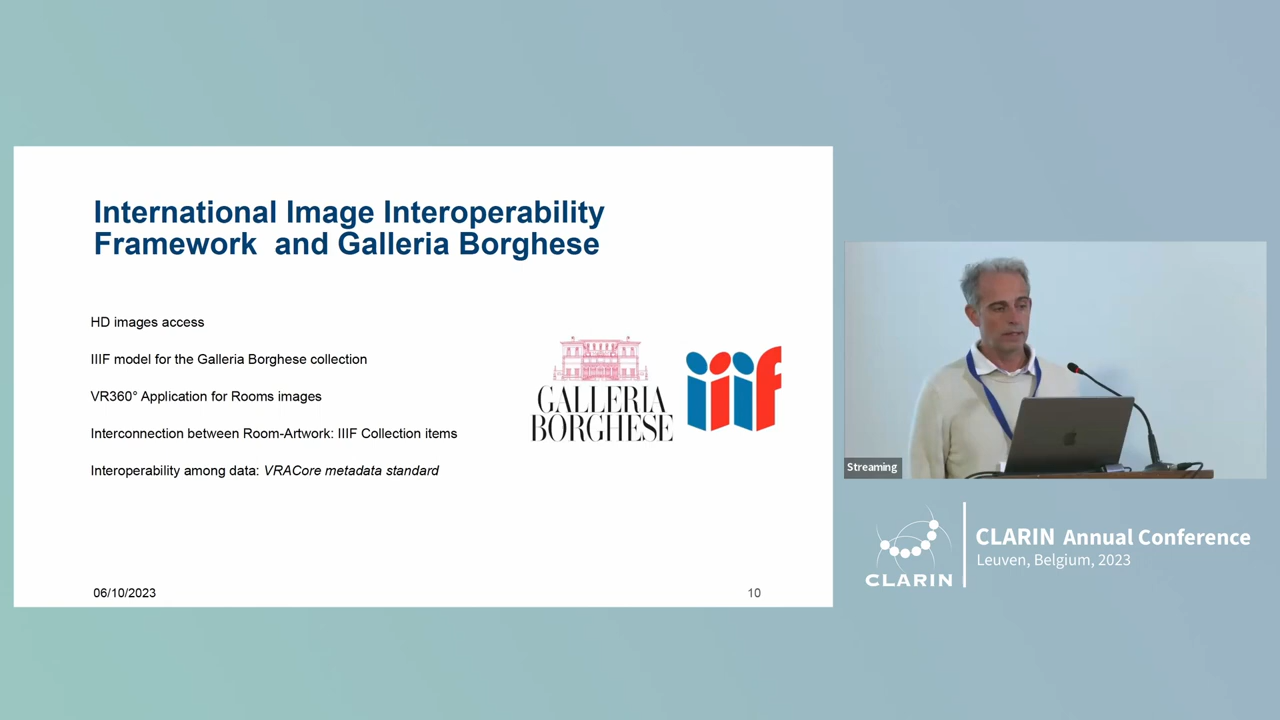 International Image Interoperability
Framework and Galleria Borghese
HD images access
IIIF model for the Galleria Borghese collection
VR360° Application for Rooms images
Interconnection between Room-Artwork: IIIF Collection items
Interoperability among data: VRACore metadata standard
GALLERIA
BORGHESE
iiif
06/10/2023
10
Streaming
CLARIN
CLARIN Annual Conference
Leuven, Belgium, 2023